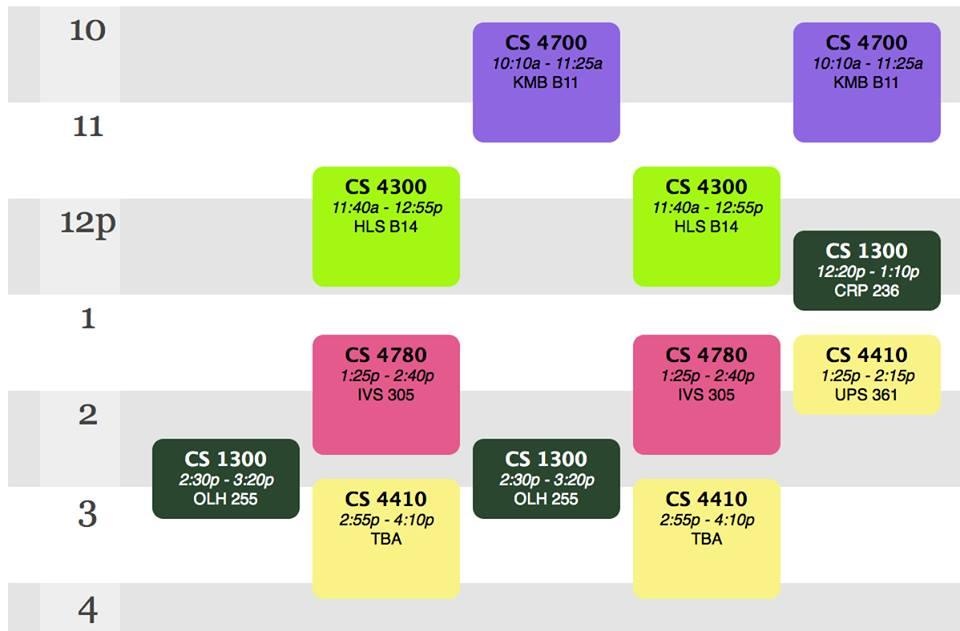 10
CS 4700
10:10a - 11:25a
KMB B11
CS 4700
10:10a - 11:25a
KMB B11
11
CS 4300
11:40a - 12:55p
HLS B14
CS 4300
11:40a - 12:55p
HLS B14
12p
CS 1300
12:20p - 1:10p
CRP 236
1
CS 4780
1:25p - 2:40p
IVS 305
CS 4780
1:25p - 2:40p
IVS 305
CS 4410
1:25p - 2:15p
UPS 361
2
CS 1300
2:30p - 3:20p
OLH 255
CS 1300
2:30p - 3:20p
OLH 255
3
CS 4410
2:55p - 4:10p
TBA
CS 4410
2:55p - 4:10p
TBA
4